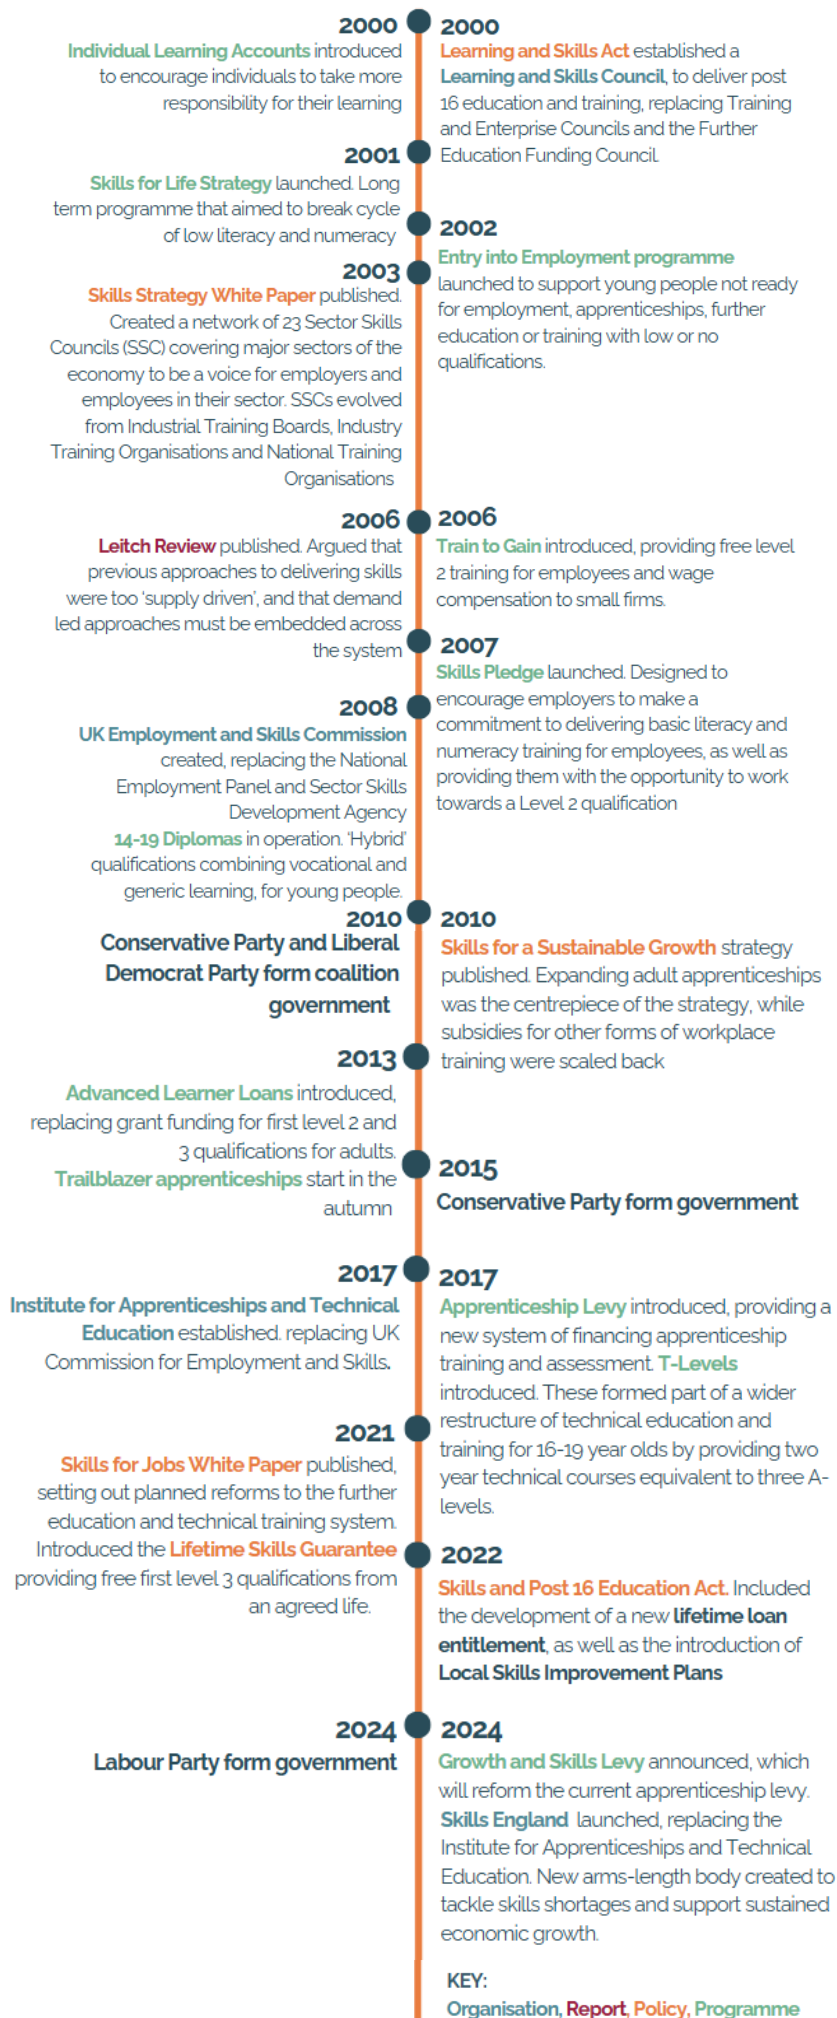 2000
Individual Learning Accounts introduced
to encourage individuals to take more
responsibility for their learning
2000
Learning and Skills Act established a
Learning and Skills Council, to deliver post
16 education and training, replacing Training
and Enterprise Councils and the Further
Education Funding Council.
2001
Skills for Life Strategy launched. Long
term programme that aimed to break cycle
of low literacy and numeracy
2002
Entry into Employment programme
launched to support young people not ready
for employment, apprenticeships, further
education or training with low or no
qualifications.
2003
Skills Strategy White Paper published.
Created a network of 23 Sector Skills
Councils (SSC) covering major sectors of the
economy to be a voice for employers and
employees in their sector. SSCs evolved
from Industrial Training Boards, Industry
Training Organisations and National Training
Organisations
2006
Leitch Review published. Argued that
previous approaches to delivering skills
were too 'supply driven', and that demand
led approaches must be embedded across
the system
2006
Train to Gain introduced, providing free level
2 training for employees and wage
compensation to small firms.
2007
Skills Pledge launched. Designed to
encourage employers to make a
commitment to delivering basic literacy and
numeracy training for employees, as well as
providing them with the opportunity to work
towards a Level 2 qualification
2008
UK Employment and Skills Commission
created, replacing the National
Employment Panel and Sector Skills
Development Agency
14-19 Diplomas in operation. 'Hybrid'
qualifications combining vocational and
generic learning, for young people.
2010
Conservative Party and Liberal
Democrat Party form coalition
government
2010
Skills for a Sustainable Growth strategy
published. Expanding adult apprenticeships
was the centrepiece of the strategy, while
subsidies for other forms of workplace
training were scaled back
2013
Advanced Learner Loans introduced,
replacing grant funding for first level 2 and
3 qualifications for adults.
Trailblazer apprenticeships start in the
autumn
2015
Conservative Party form government
2017
Institute for Apprenticeships and Technical
Education established. replacing UK
Commission for Employment and Skills.
2017
Apprenticeship Levy introduced, providing a
new system of financing apprenticeship
training and assessment. T-Levels
introduced. These formed part of a wider
restructure of technical education and
training for 16-19 year olds by providing two
year technical courses equivalent to three A-
levels.
2021
Skills for Jobs White Paper published,
setting out planned reforms to the further
education and technical training system.
Introduced the Lifetime Skills Guarantee
providing free first level 3 qualifications from
an agreed life.
2022
Skills and Post 16 Education Act. Included
the development of a new lifetime loan
entitlement, as well as the introduction of
Local Skills Improvement Plans
2024
Labour Party form government
2024
Growth and Skills Levy announced, which
will reform the current apprenticeship levy.
Skills England launched, replacing the
Institute for Apprenticeships and Technical
Education. New arms-length body created to
tackle skills shortages and support sustained
economic growth.
KEY:
Organisation, Report, Policy, Programme